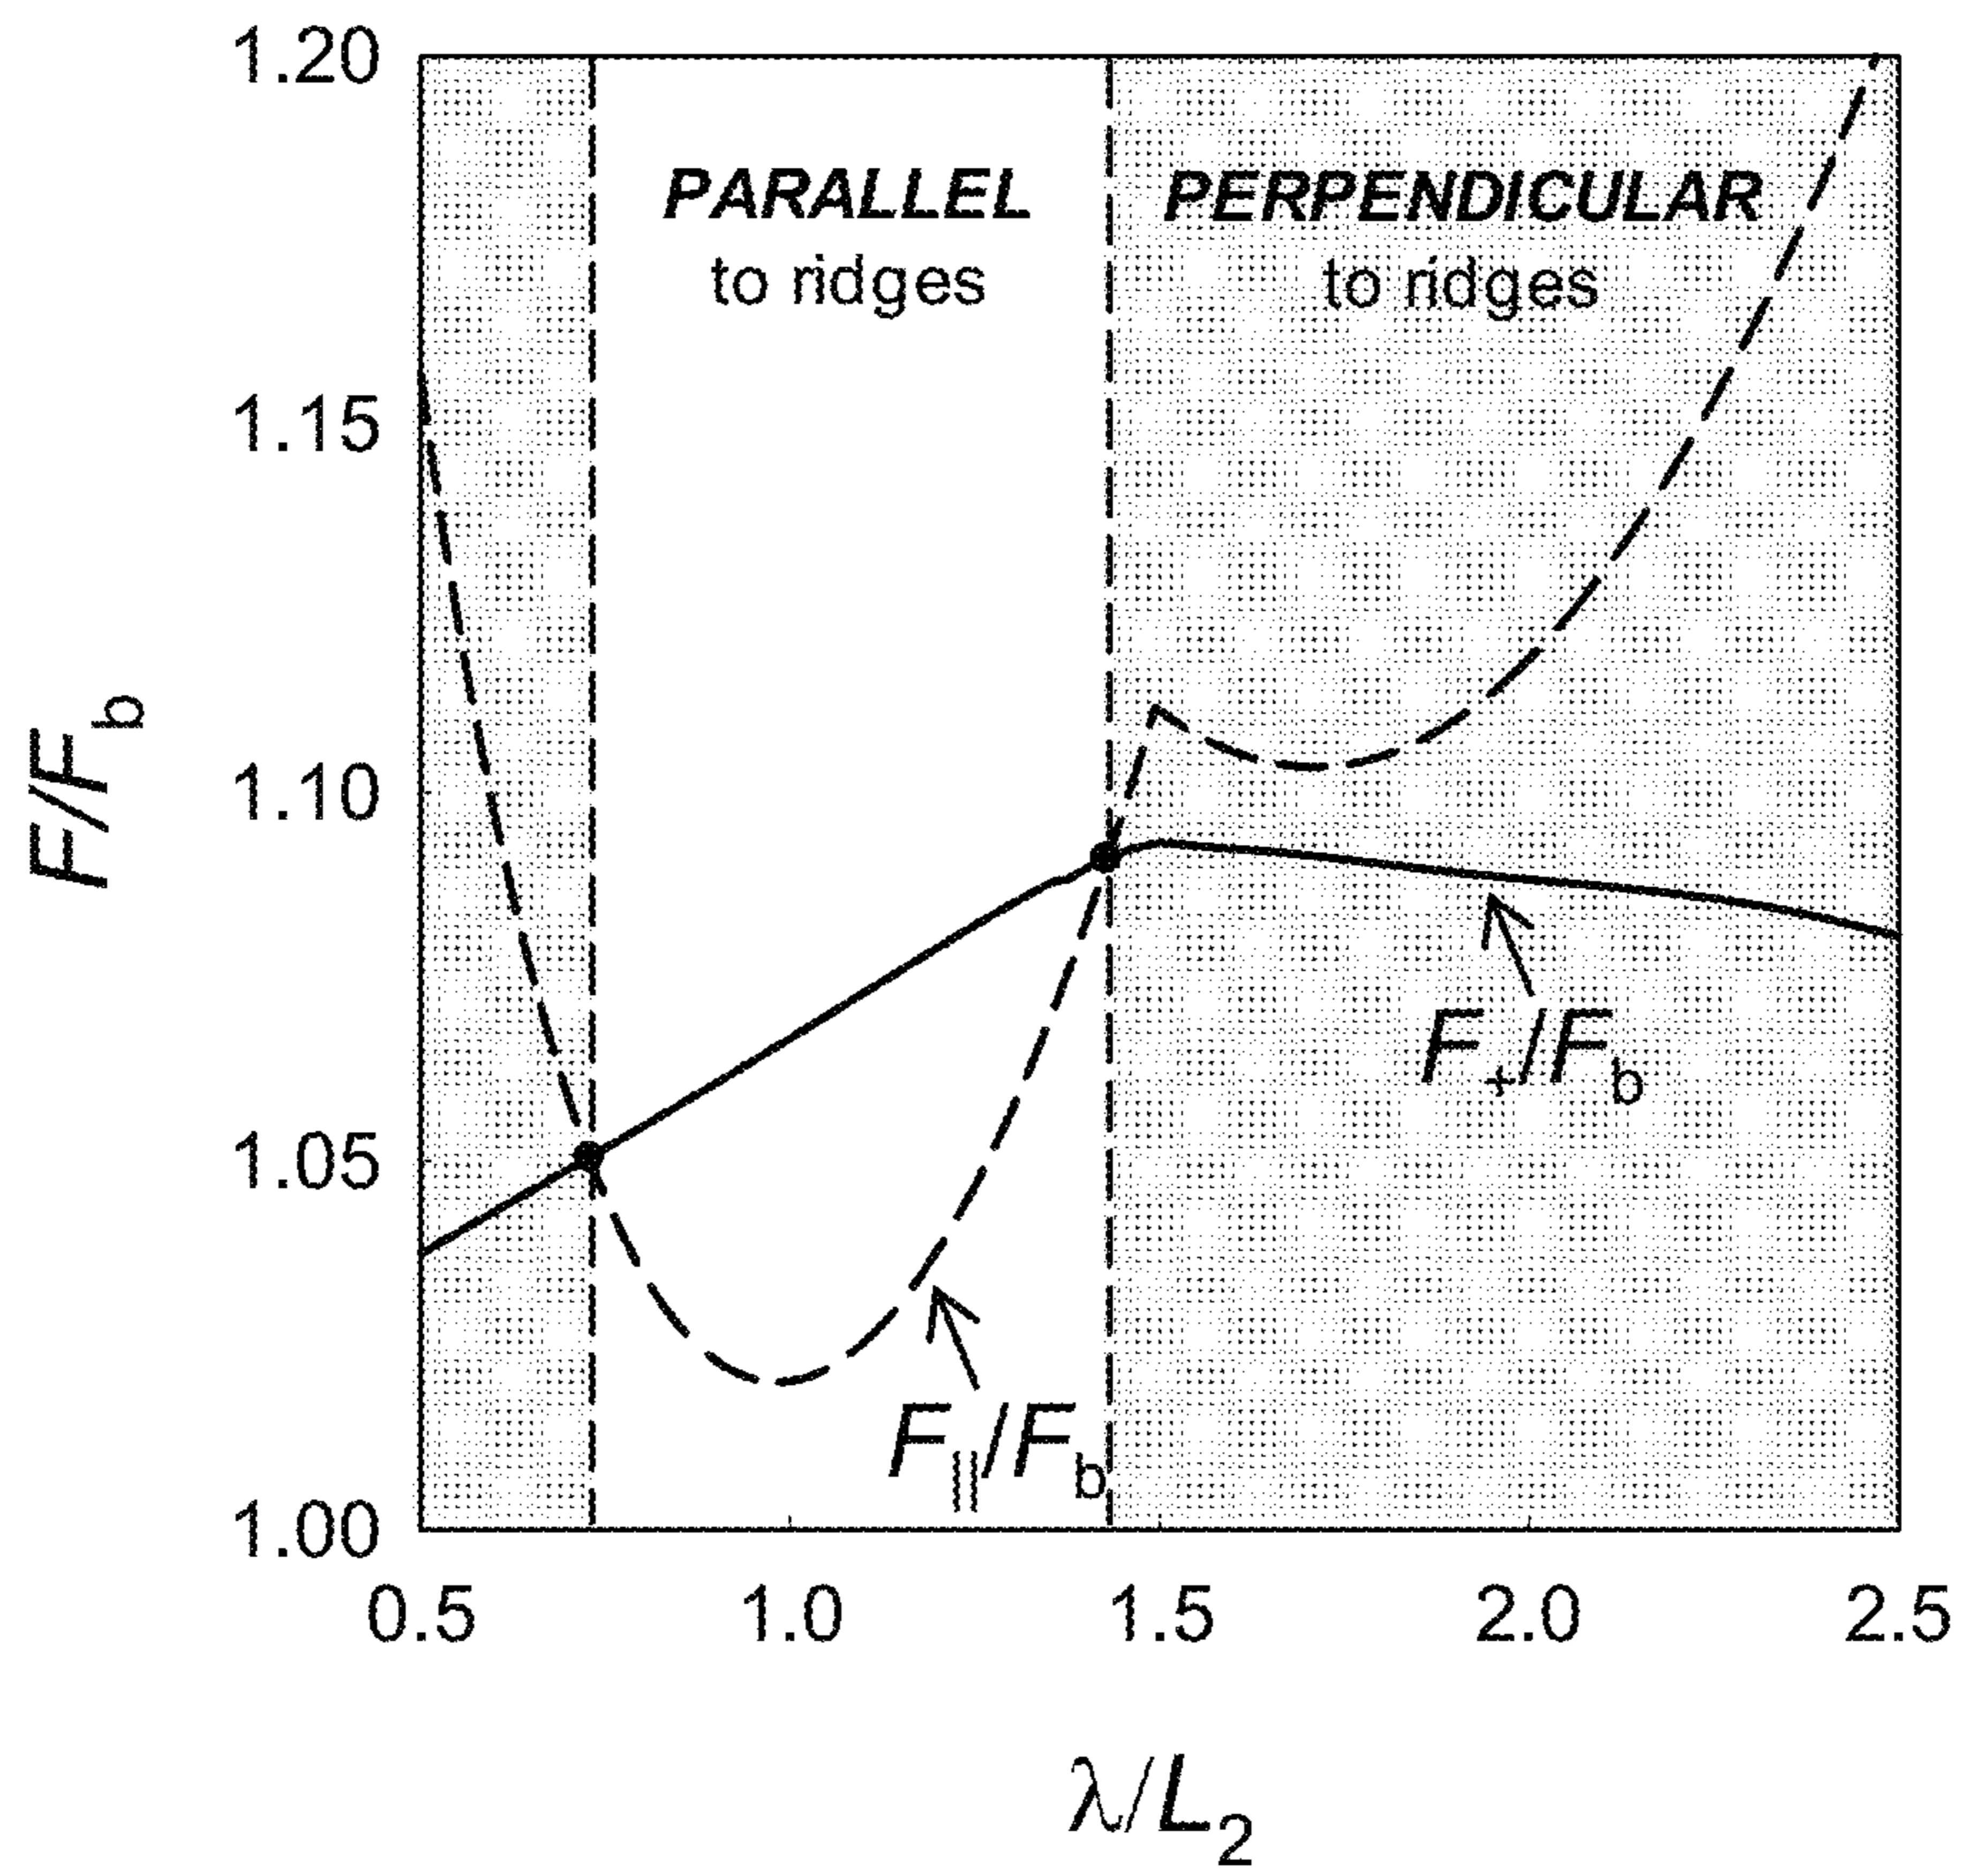 1.20
1.15
1.10
1.05
1.00
F/Fb
PARALLEL
to ridges
PERPENDICULAR
to ridges
F+/Fb
F||/Fb
0.5 1.0 1.5 2.0 2.5
λ/L2